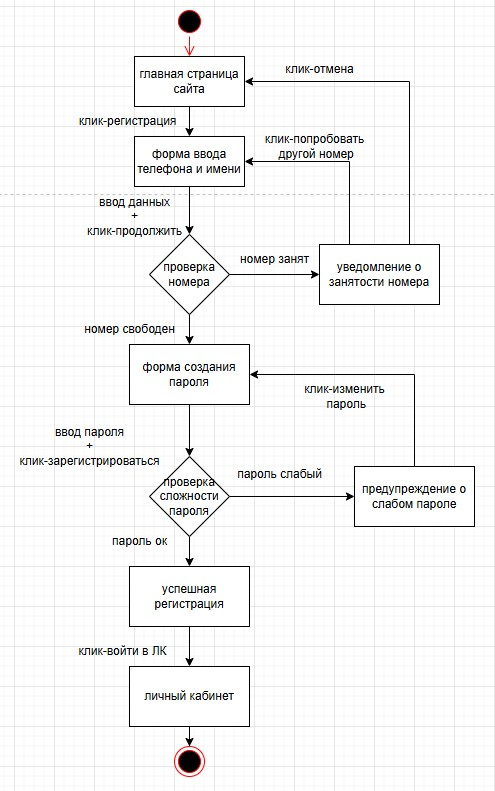 главная страница
сайта
клик-отмена
клик-регистрация
форма ввода
телефона и имени
клик-попробовать
другой номер
ввод данных
+
клик-продолжить
проверка
номера
номер занят
уведомление о
занятости номера
номер свободен
форма создания
пароля
клик-изменить
пароль
ввод пароля
+
клик-зарегистрироваться
проверка
сложности
пароля
пароль слабый
предупреждение о
слабом пароле
пароль ок
успешная
регистрация
клик-войти в ЛК
личный кабинет